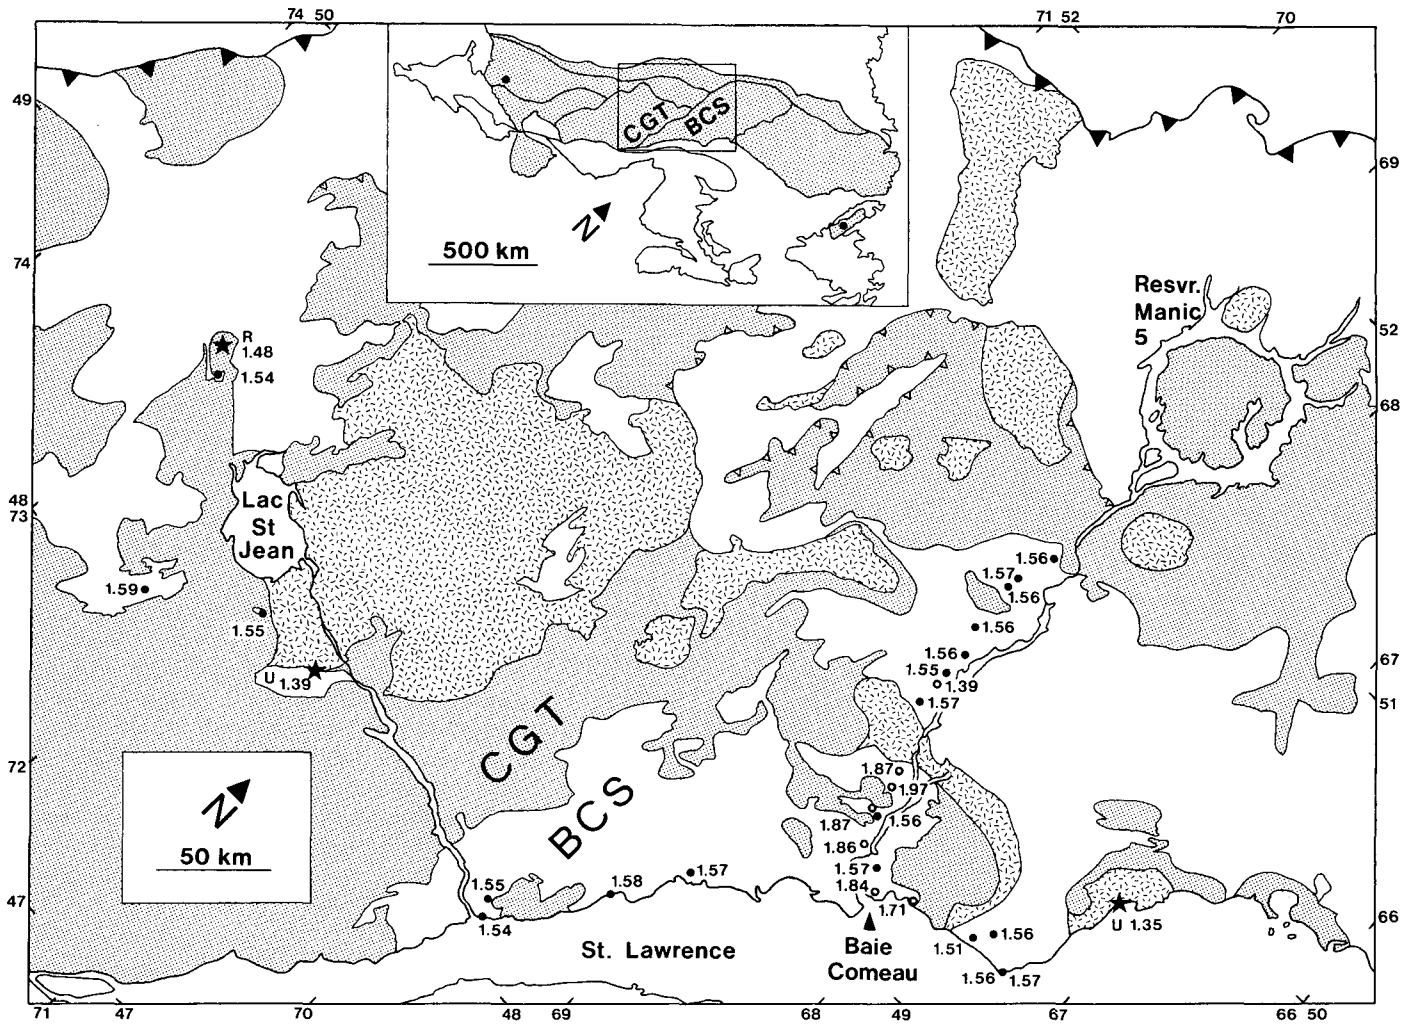 74 50
71 52
70
49
CGT
BCS
N
500 km
69
74
Resvr.
Manic
5
52
R
1.48
1.54
68
48
73
Lac
St
Jean
1.56
1.57
1.56
1.59
1.55
1.56
1.56
1.55
1.39
1.57
67
51
U 1.39
CGT
BCS
72
N
50 km
1.87
1.97
1.87
1.56
1.86
1.57
1.84
1.71
1.55
1.54
1.58
1.57
47
St. Lawrence
Baie
Comeau
1.51
1.56
1.56
1.57
U 1.35
66
71
47
70
48 69
68
49
67
66 50